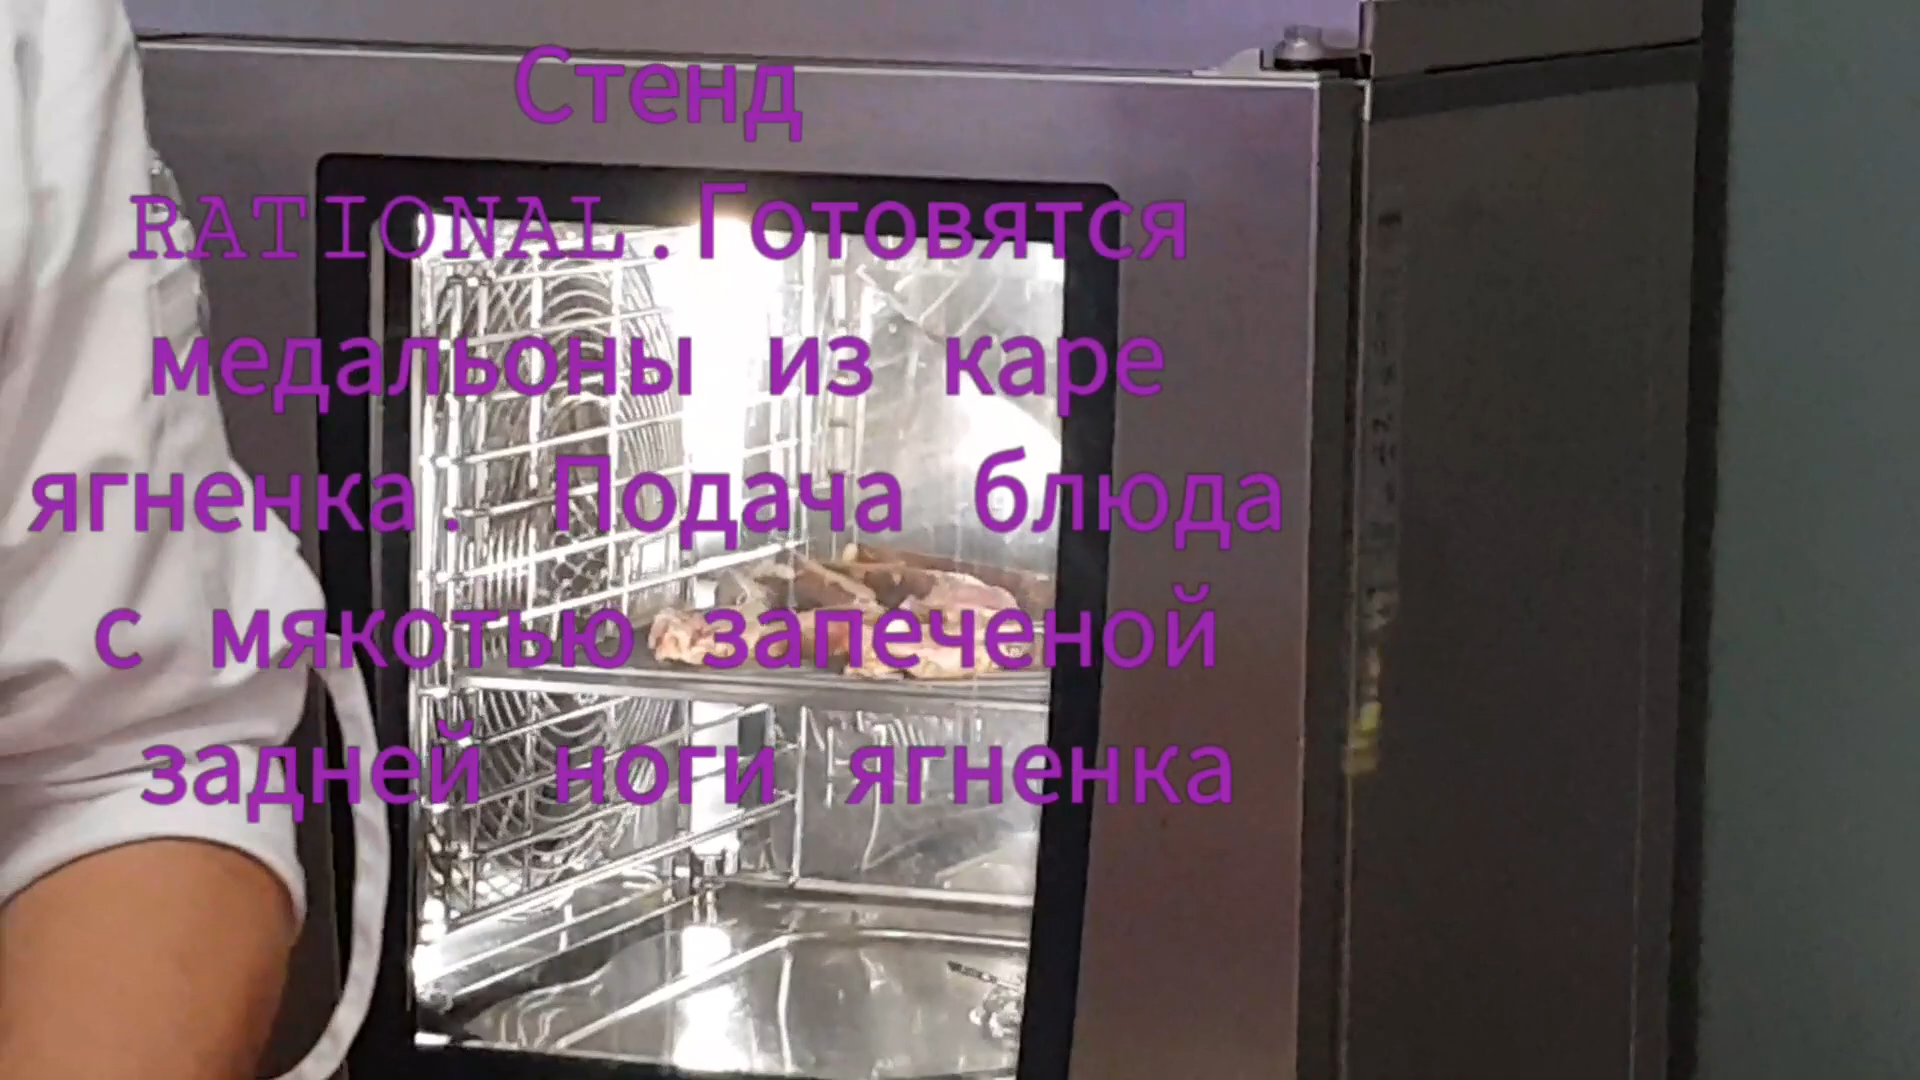 Стенд
RATIONAL.Готовятся
медальоны из каре
ягненка. Подача блюда
с мякотью запеченой
задней ноги ягненка